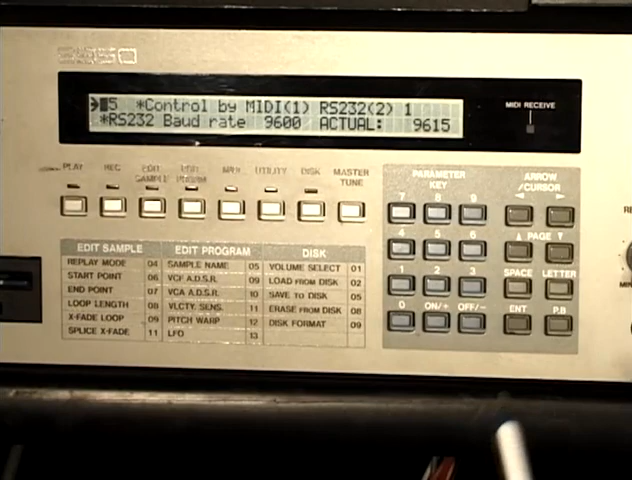 S950
5 *Control by MIDI(1) RS232(2) 1
*RS232 Baud rate 9600 ACTUAL: 9615
MIDI RECEIVE
PLAY REC EDIT SAMPLE EDIT PROGRAM MIDI UTILITY DISK MASTER TUNE
PARAMETER KEY
ARROW /CURSOR
7 8 9
PAGE
4 5 6
SPACE LETTER
1 2 3
ENT P.B
0 ON/+ OFF/−
EDIT SAMPLE EDIT PROGRAM DISK
REPLAY MODE 04 SAMPLE NAME 05 VOLUME SELECT 01
START POINT 06 VCF A.D.S.R. 09 LOAD FROM DISK 02
END POINT 07 VCA A.D.S.R. 10 SAVE TO DISK 05
LOOP LENGTH 08 VLCTY. SENS. 11 ERASE FROM DISK 08
X-FADE LOOP 09 PITCH WARP 12 DISK FORMAT 09
SPLICE X-FADE 11 LFO 13